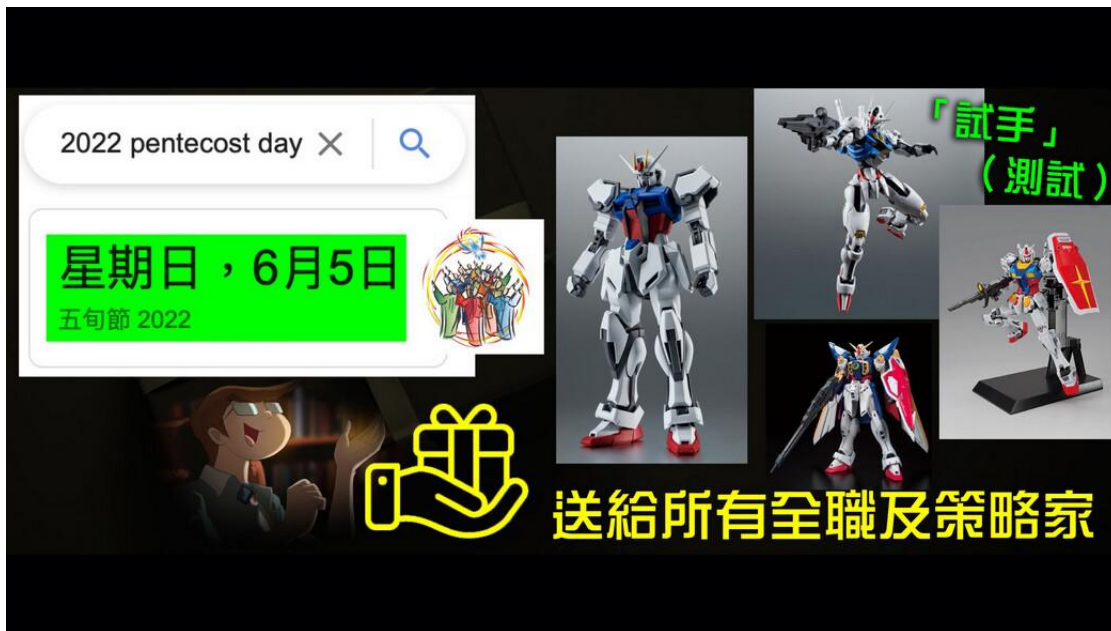 2022 pentecost day
星期日，6月5日
五旬節 2022
「試手」
（測試）
送給所有全職及策略家